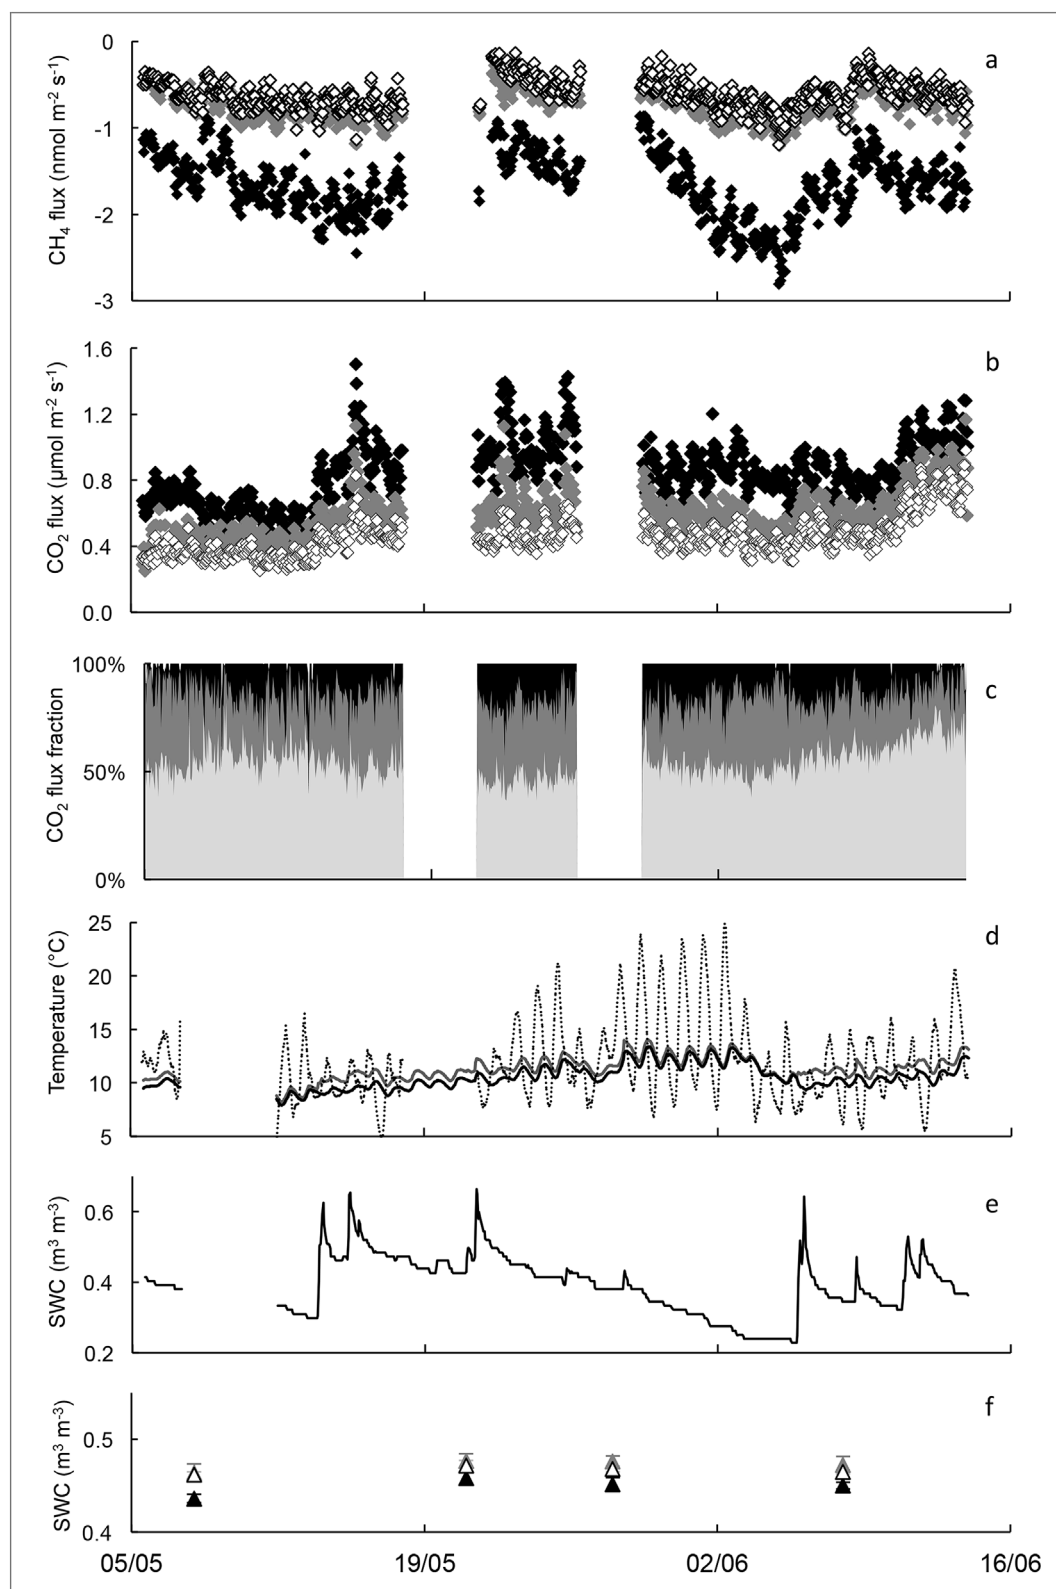 a
CH4 flux (nmol m-2 s-1)
0
-1
-2
-3
b
CO2 flux (µmol m-2 s-1)
1.6
1.2
0.8
0.4
0.0
c
CO2 flux fraction
100%
50%
0%
d
Temperature (°C)
25
20
15
10
5
e
SWC (m3 m-3)
0.6
0.4
0.2
f
SWC (m3 m-3)
0.5
0.4
05/05 19/05 02/06 16/06